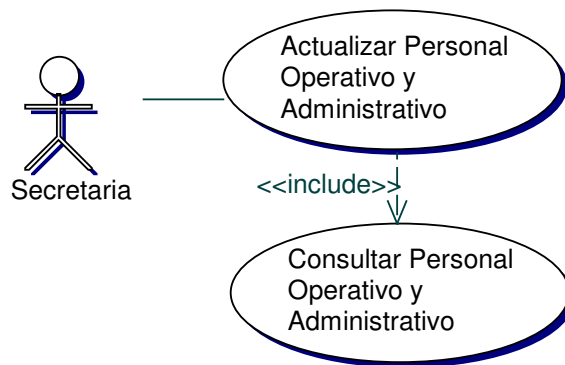 Actualizar Personal
Operativo y
Administrativo
Secretaria
<<include>>
Consultar Personal
Operativo y
Administrativo